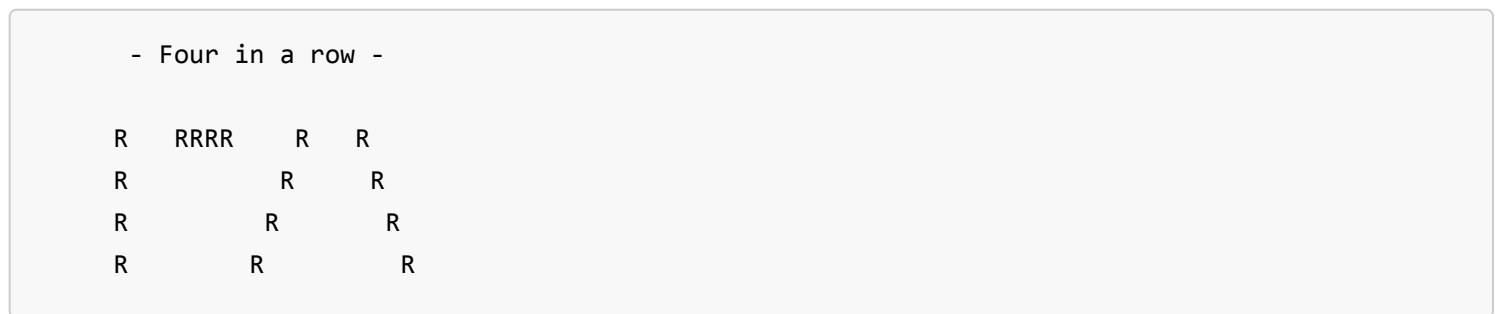 - Four in a row -
R   RRRR    R   R
R          R     R
R         R       R
R        R         R